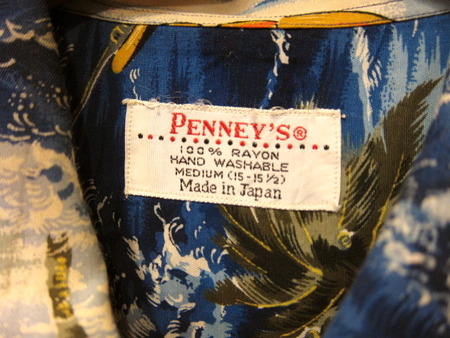 PENNEY'S®
100% RAYON
HAND WASHABLE
MEDIUM (15-15½)
Made in Japan